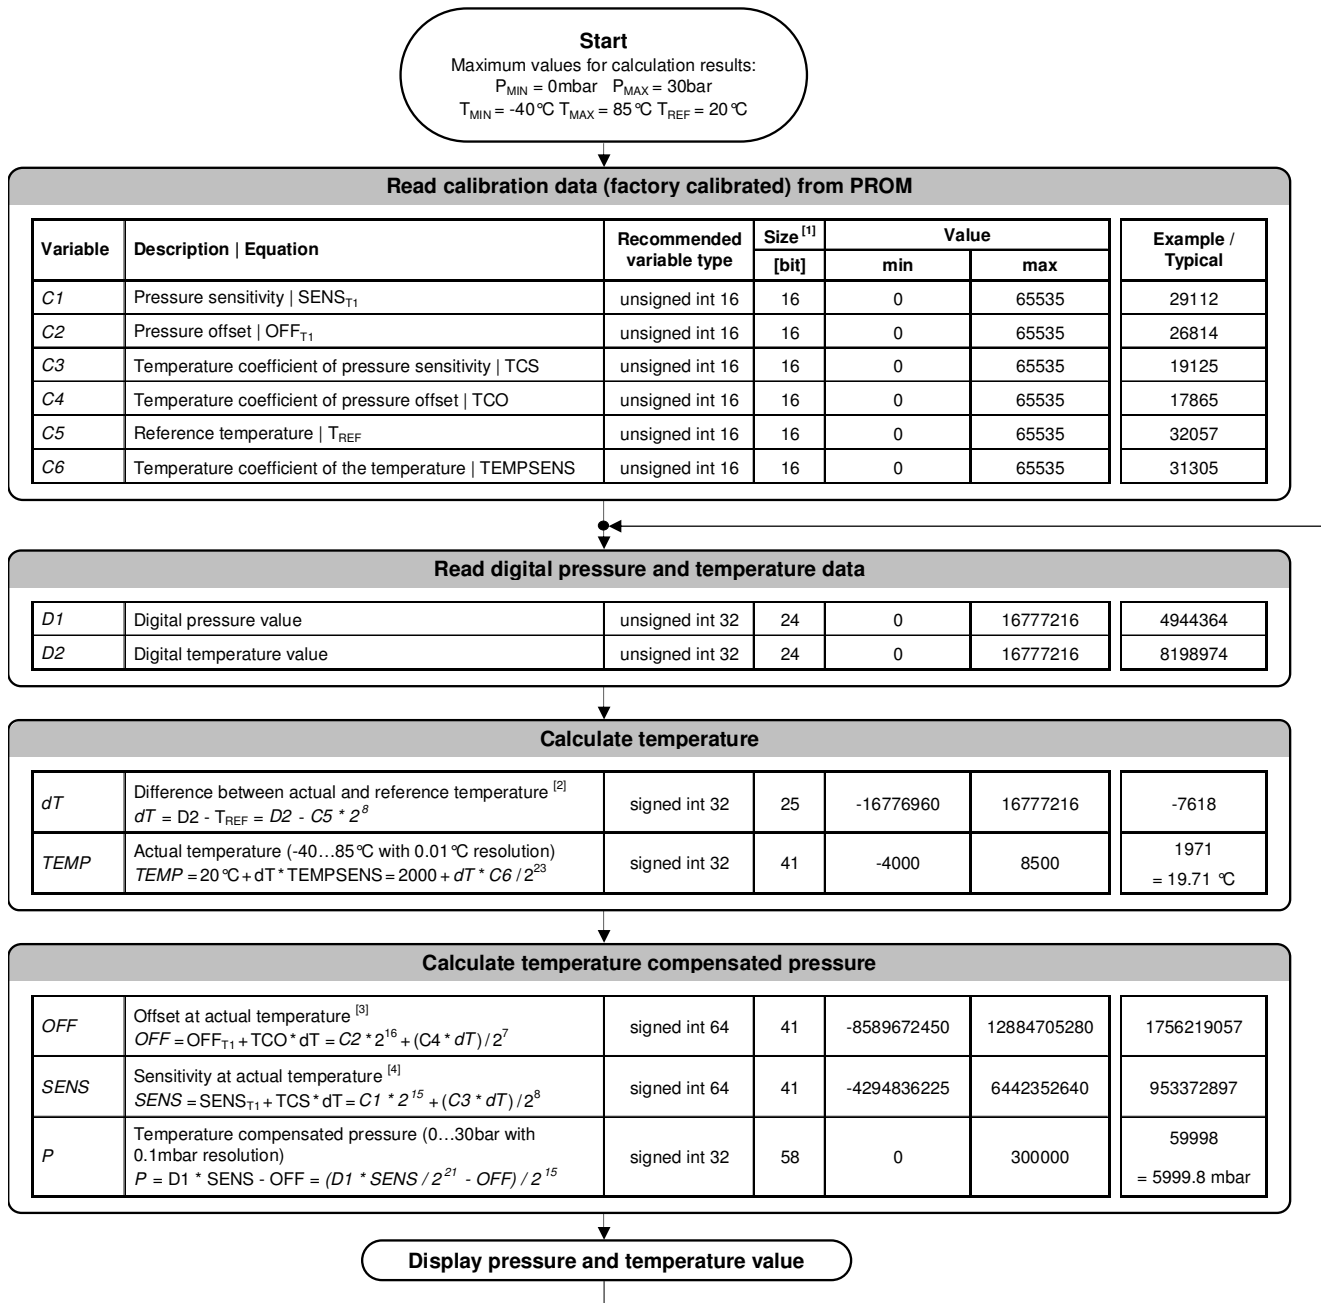 Start
Maximum values for calculation results:
P_MIN = 0mbar P_MAX = 30bar
T_MIN = -40°C T_MAX = 85°C T_REF = 20°C
Read calibration data (factory calibrated) from PROM
Variable | Description | Equation | Recommended variable type | Size [1] [bit] | Value min | max | Example / Typical
C1 Pressure sensitivity | SENS_T1 unsigned int 16 16 0 65535 29112
C2 Pressure offset | OFF_T1 unsigned int 16 16 0 65535 26814
C3 Temperature coefficient of pressure sensitivity | TCS unsigned int 16 16 0 65535 19125
C4 Temperature coefficient of pressure offset | TCO unsigned int 16 16 0 65535 17865
C5 Reference temperature | T_REF unsigned int 16 16 0 65535 32057
C6 Temperature coefficient of the temperature | TEMPSENS unsigned int 16 16 0 65535 31305
Read digital pressure and temperature data
D1 Digital pressure value unsigned int 32 24 0 16777216 4944364
D2 Digital temperature value unsigned int 32 24 0 16777216 8198974
Calculate temperature
dT
Difference between actual and reference temperature [2]
dT = D2 - T_REF = D2 - C5 * 2^8
signed int 32 25 -16776960 16777216 -7618
TEMP
Actual temperature (-40…85°C with 0.01°C resolution)
TEMP = 20°C + dT * TEMPSENS = 2000 + dT * C6 / 2^23
signed int 32 41 -4000 8500
1971
= 19.71 °C
Calculate temperature compensated pressure
OFF
Offset at actual temperature [3]
OFF = OFF_T1 + TCO * dT = C2 * 2^16 + (C4 * dT) / 2^7
signed int 64 41 -8589672450 12884705280 1756219057
SENS
Sensitivity at actual temperature [4]
SENS = SENS_T1 + TCS * dT = C1 * 2^15 + (C3 * dT) / 2^8
signed int 64 41 -4294836225 6442352640 953372897
P
Temperature compensated pressure (0…30bar with
0.1mbar resolution)
P = D1 * SENS - OFF = (D1 * SENS / 2^21 - OFF) / 2^15
signed int 32 58 0 300000
59998
= 5999.8 mbar
Display pressure and temperature value